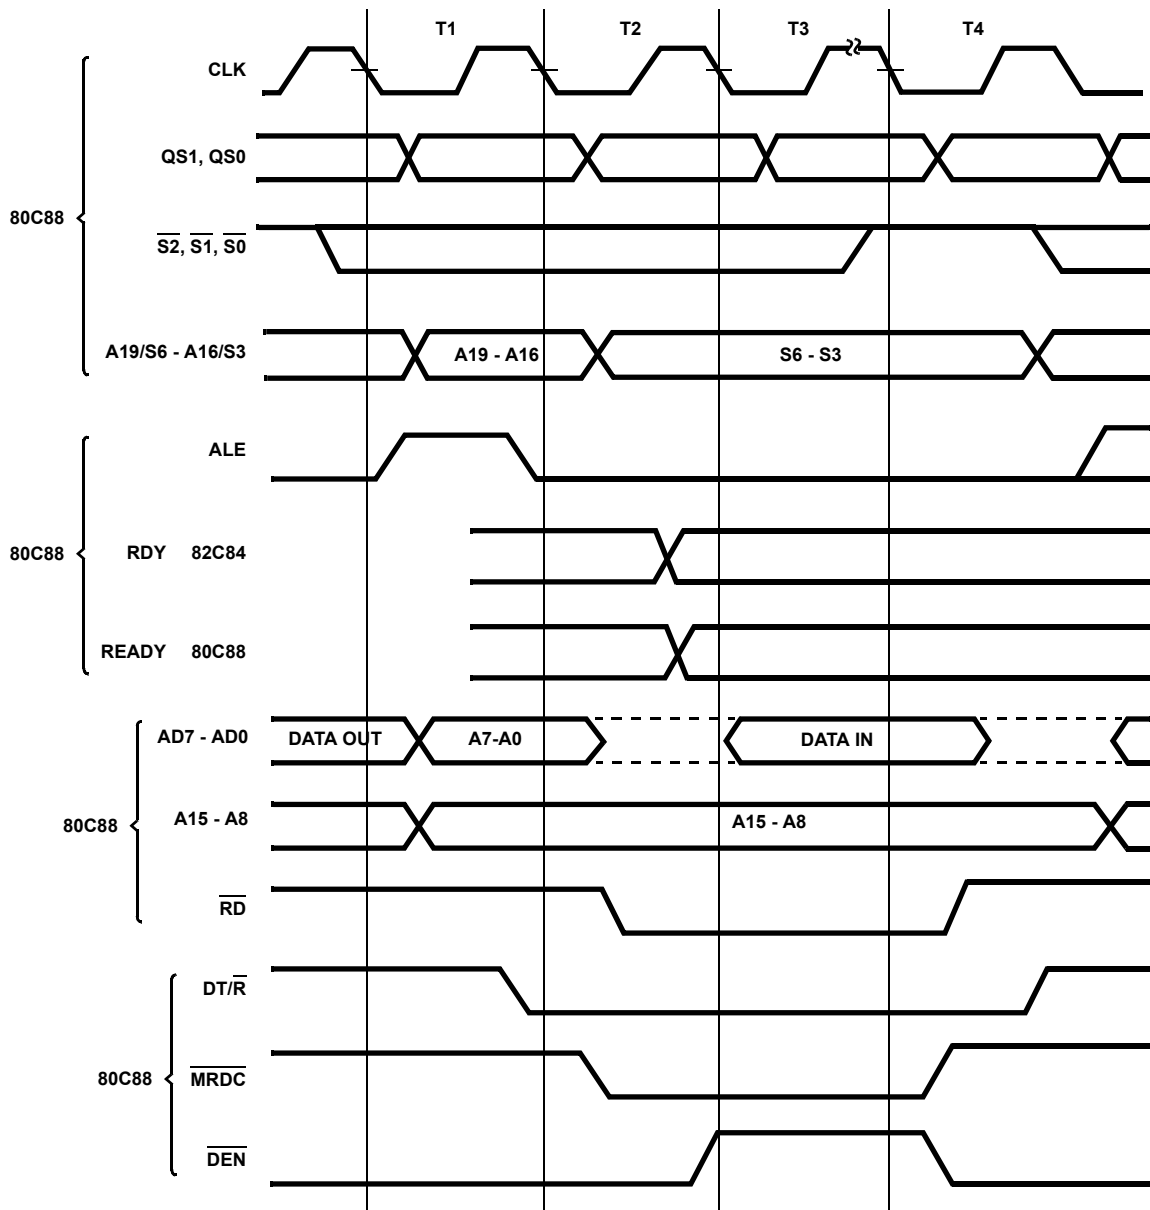 T1 T2 T3 T4
CLK
QS1, QS0
80C88
S2, S1, S0
A19/S6 - A16/S3
A19 - A16
S6 - S3
ALE
80C88
RDY 82C84
READY 80C88
AD7 - AD0
DATA OUT
A7-A0
DATA IN
80C88
A15 - A8
A15 - A8
RD
DT/R
80C88
MRDC
DEN